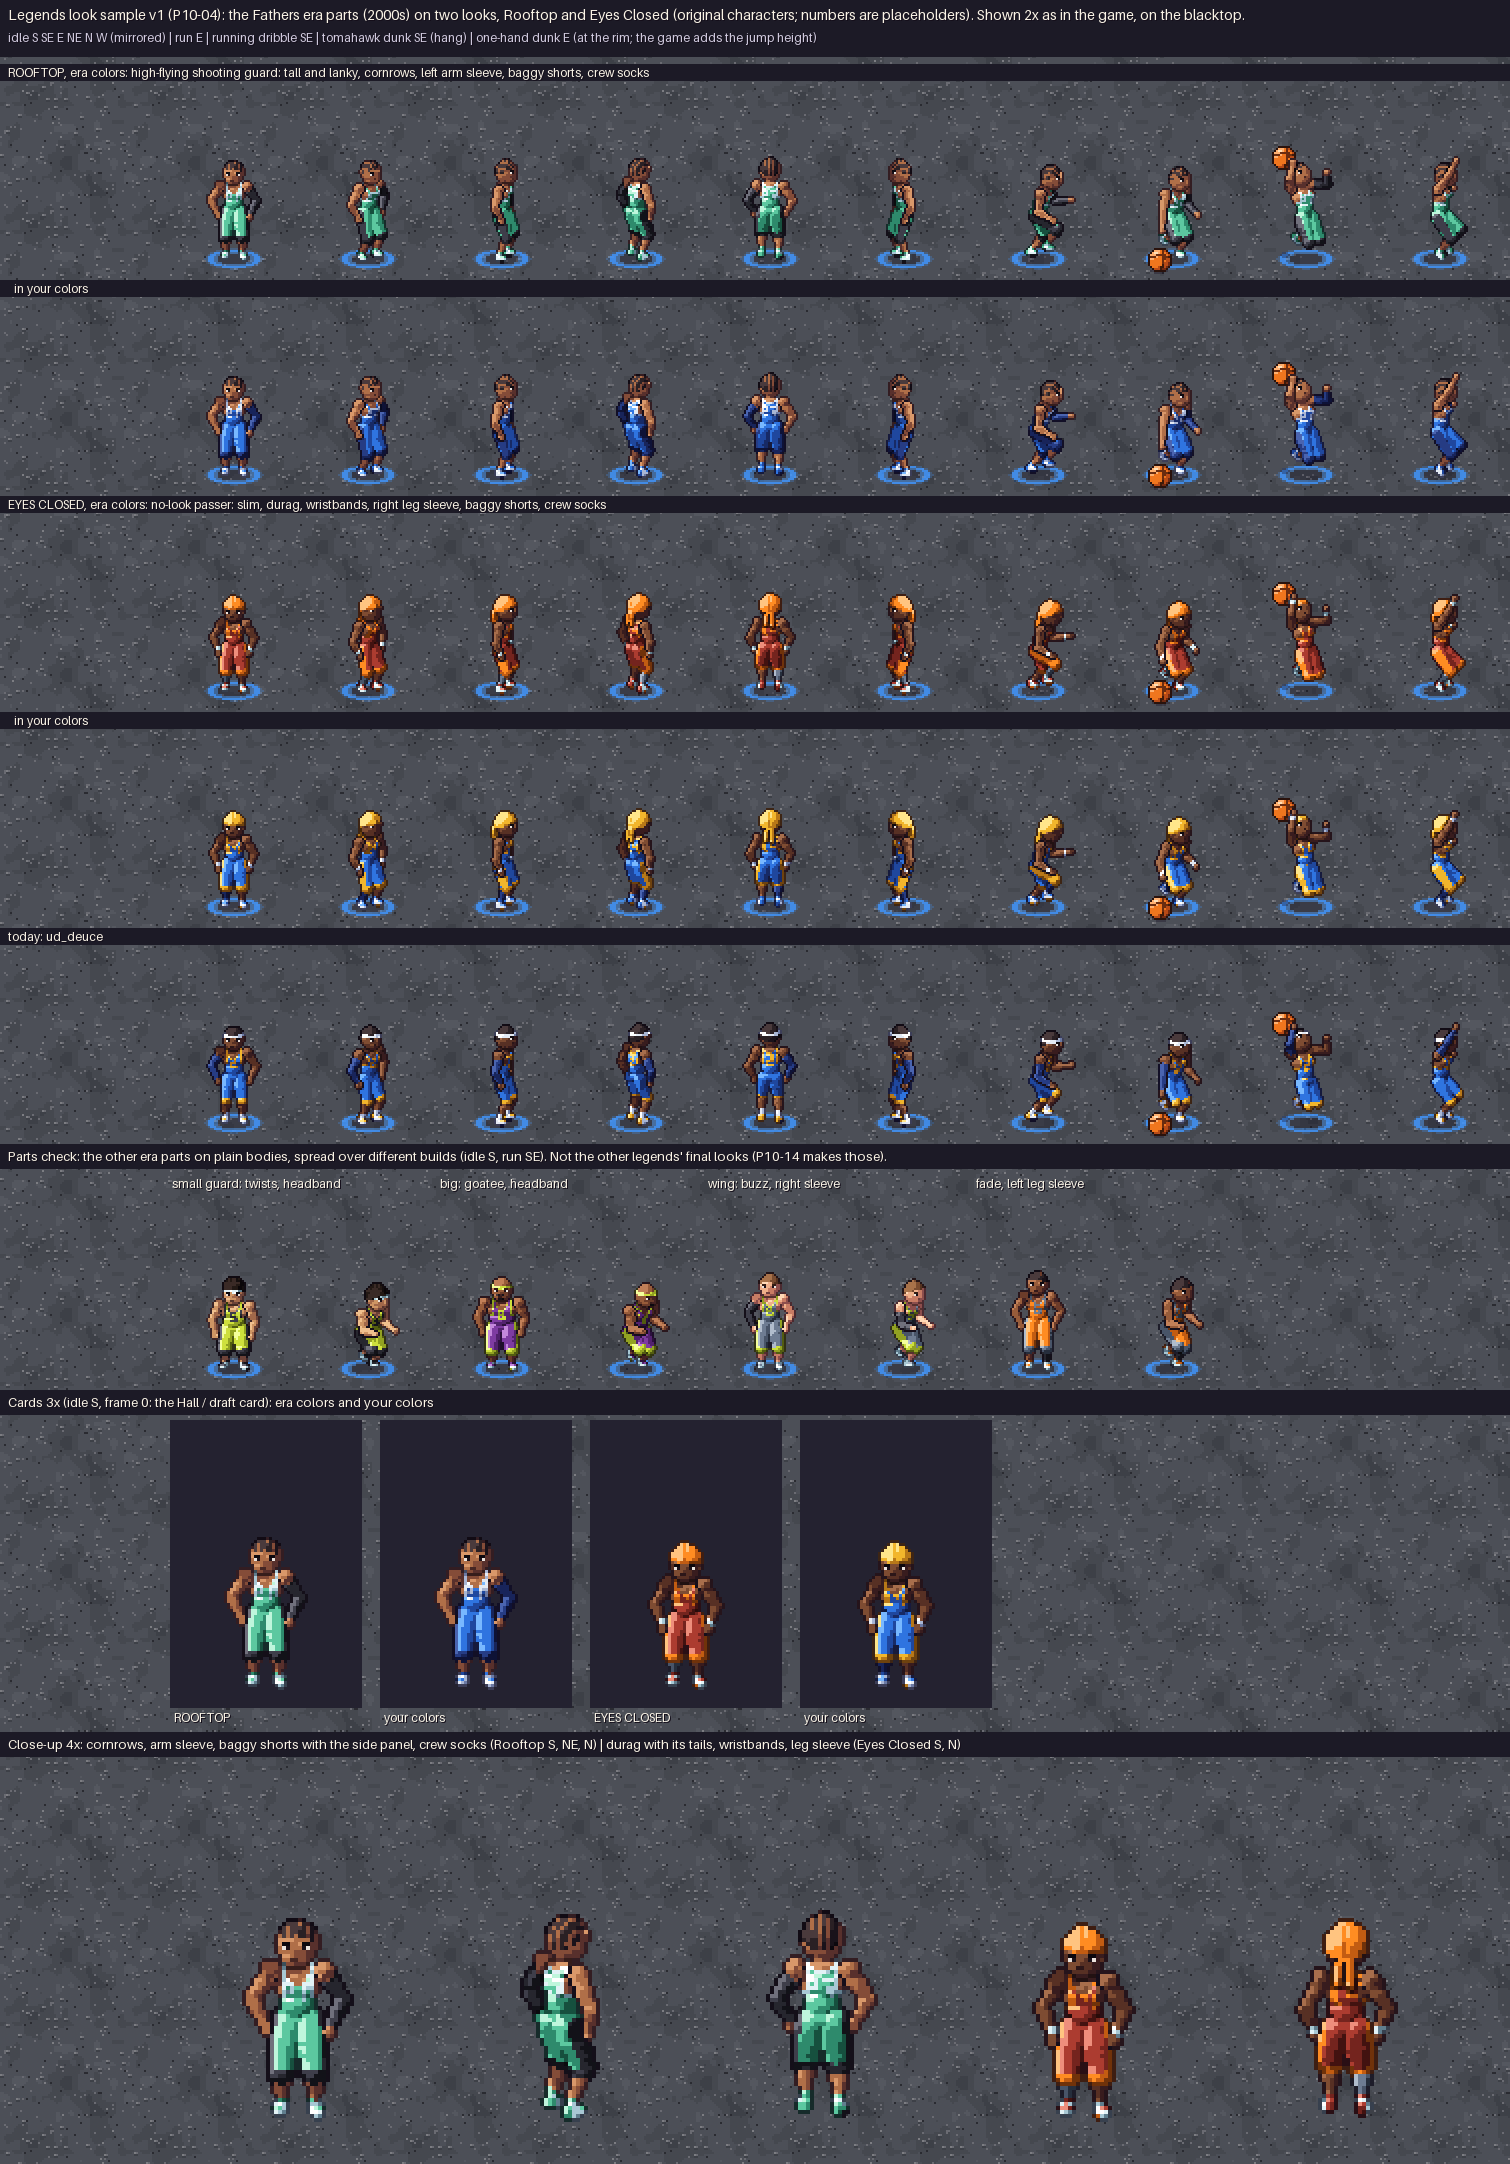 Legends look sample v1 (P10-04): the Fathers era parts (2000s) on two looks, Rooftop and Eyes Closed (original characters; numbers are placeholders). Shown 2x as in the game, on the blacktop.
idle S SE E NE N W (mirrored) | run E | running dribble SE | tomahawk dunk SE (hang) | one-hand dunk E (at the rim; the game adds the jump height)
ROOFTOP, era colors: high-flying shooting guard: tall and lanky, cornrows, left arm sleeve, baggy shorts, crew socks
in your colors
EYES CLOSED, era colors: no-look passer: slim, durag, wristbands, right leg sleeve, baggy shorts, crew socks
in your colors
today: ud_deuce
Parts check: the other era parts on plain bodies, spread over different builds (idle S, run SE). Not the other legends' final looks (P10-14 makes those).
small guard: twists, headband
big: goatee, headband
wing: buzz, right sleeve
fade, left leg sleeve
Cards 3x (idle S, frame 0: the Hall / draft card): era colors and your colors
ROOFTOP
your colors
EYES CLOSED
your colors
Close-up 4x: cornrows, arm sleeve, baggy shorts with the side panel, crew socks (Rooftop S, NE, N) | durag with its tails, wristbands, leg sleeve (Eyes Closed S, N)